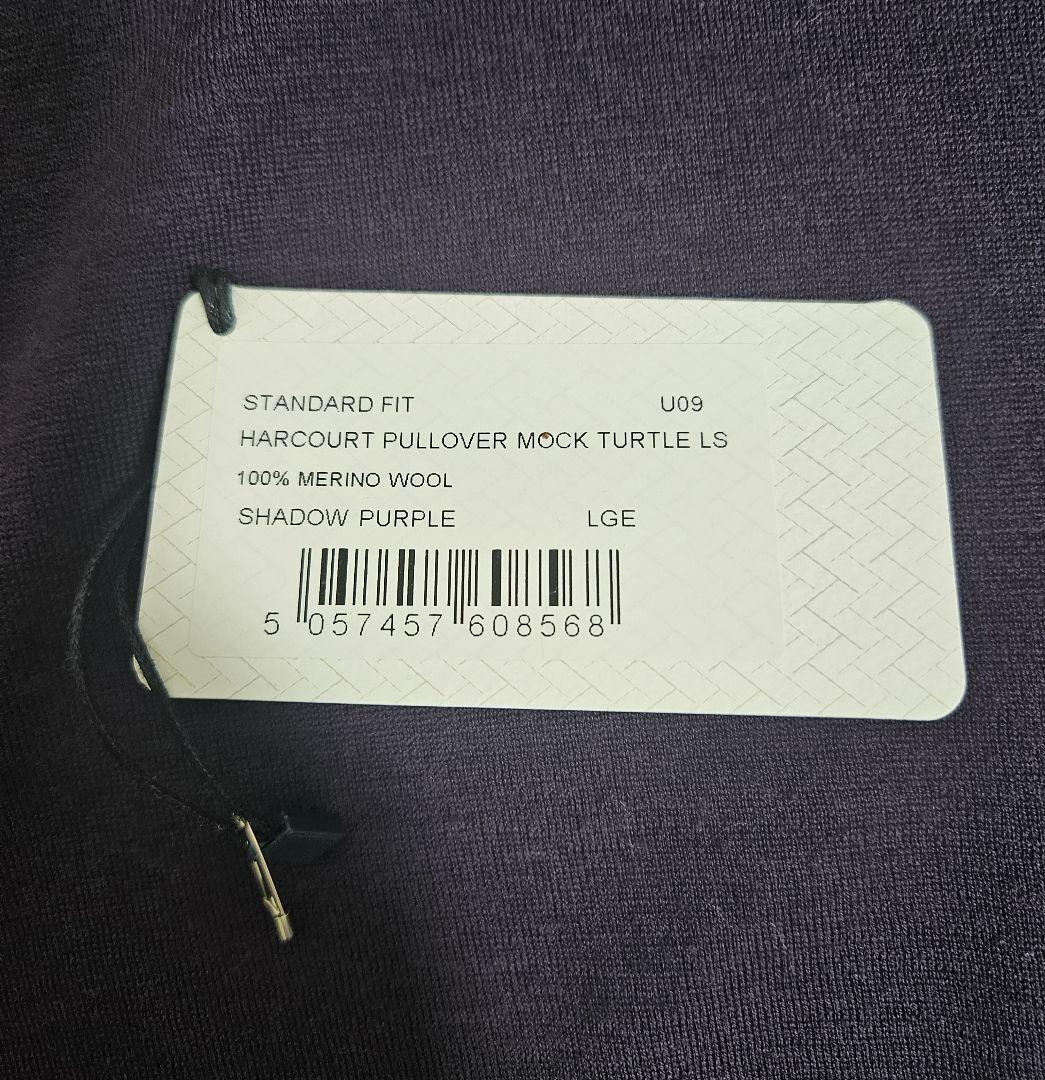 STANDARD FIT U09
HARCOURT PULLOVER MOCK TURTLE LS
100% MERINO WOOL
SHADOW PURPLE LGE
5 057457 608568